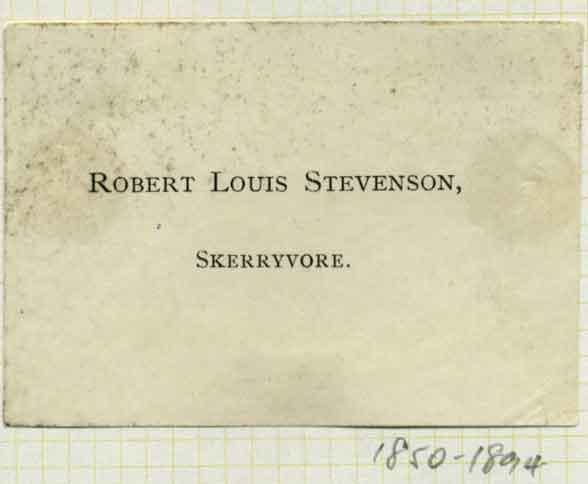 Robert Louis Stevenson,
Skerryvore.
1850-1894